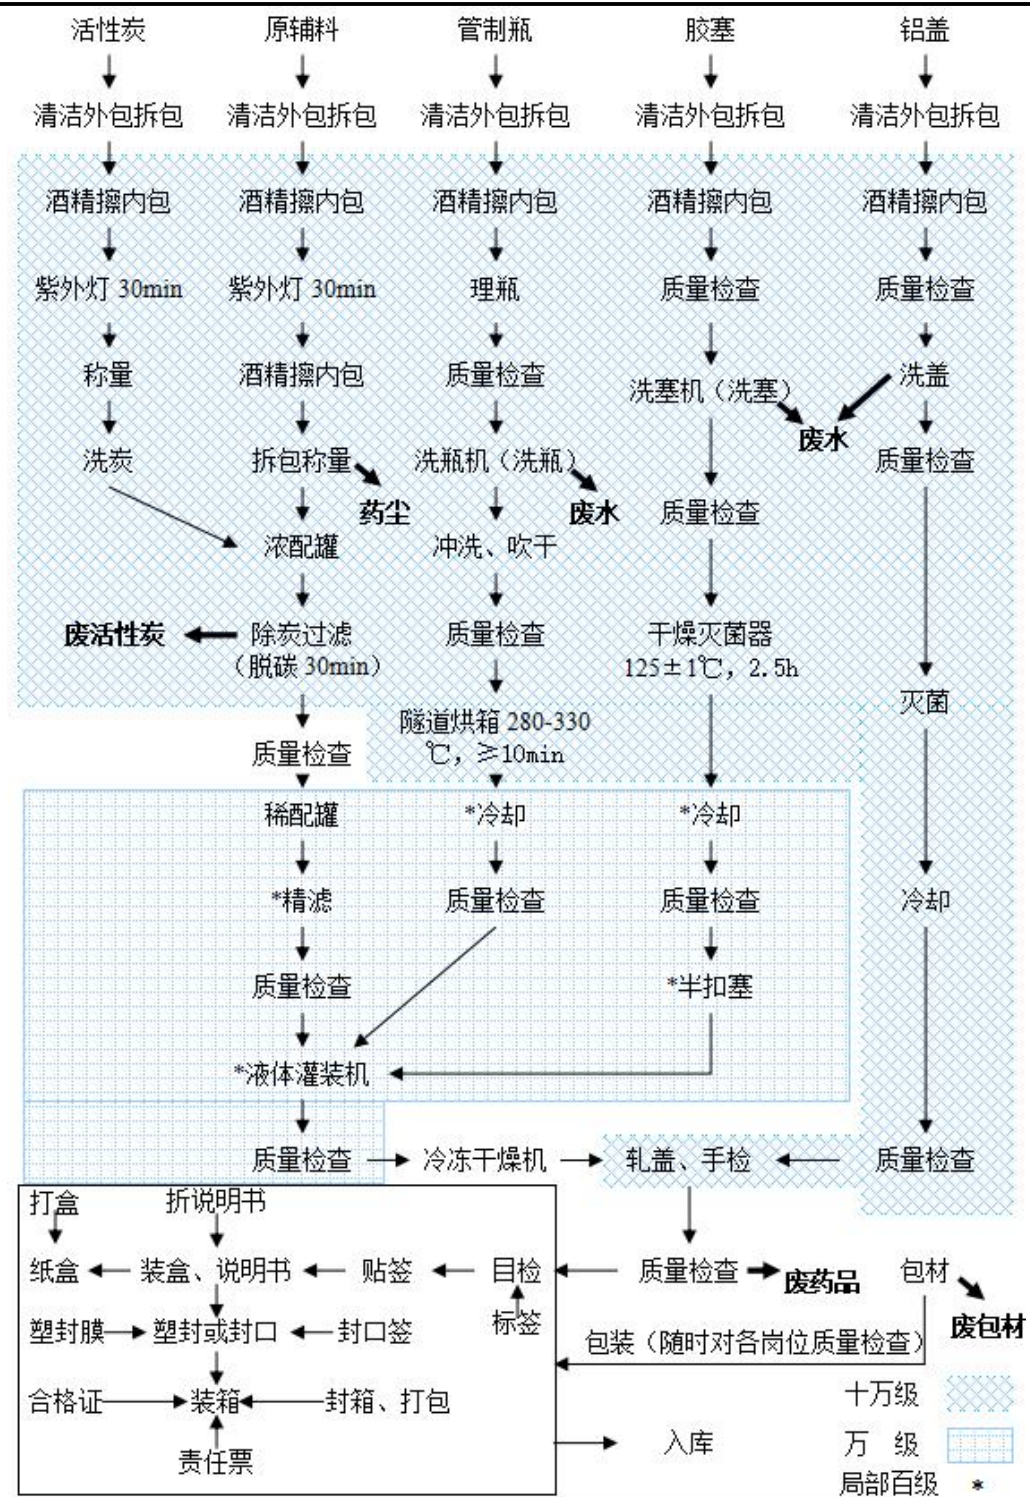 活性炭 原辅料 管制瓶 胶塞 铝盖
清洁外包拆包 清洁外包拆包 清洁外包拆包 清洁外包拆包 清洁外包拆包
酒精擦内包 酒精擦内包 酒精擦内包 酒精擦内包 酒精擦内包
紫外灯 30min 紫外灯 30min 理瓶 质量检查 质量检查
称量 酒精擦内包 质量检查 洗塞机（洗塞） 洗盖
废水
洗炭 拆包称量 洗瓶机（洗瓶） 质量检查
药尘 废水 质量检查
浓配罐 冲洗、吹干
废活性炭 除炭过滤 质量检查 干燥灭菌器
（脱碳 30min） 125±1℃，2.5h
灭菌
隧道烘箱 280-330
质量检查 ℃，≥10min
稀配罐 *冷却 *冷却
*精滤 质量检查 质量检查 冷却
质量检查 *半扣塞
*液体灌装机
质量检查 冷冻干燥机 轧盖、手检 质量检查
打盒 折说明书
纸盒 装盒、说明书 贴签 目检 质量检查 废药品 包材
标签
塑封膜 塑封或封口 封口签 废包材
包装（随时对各岗位质量检查）
合格证 装箱 封箱、打包 十万级
入库 万 级
责任票
局部百级 *